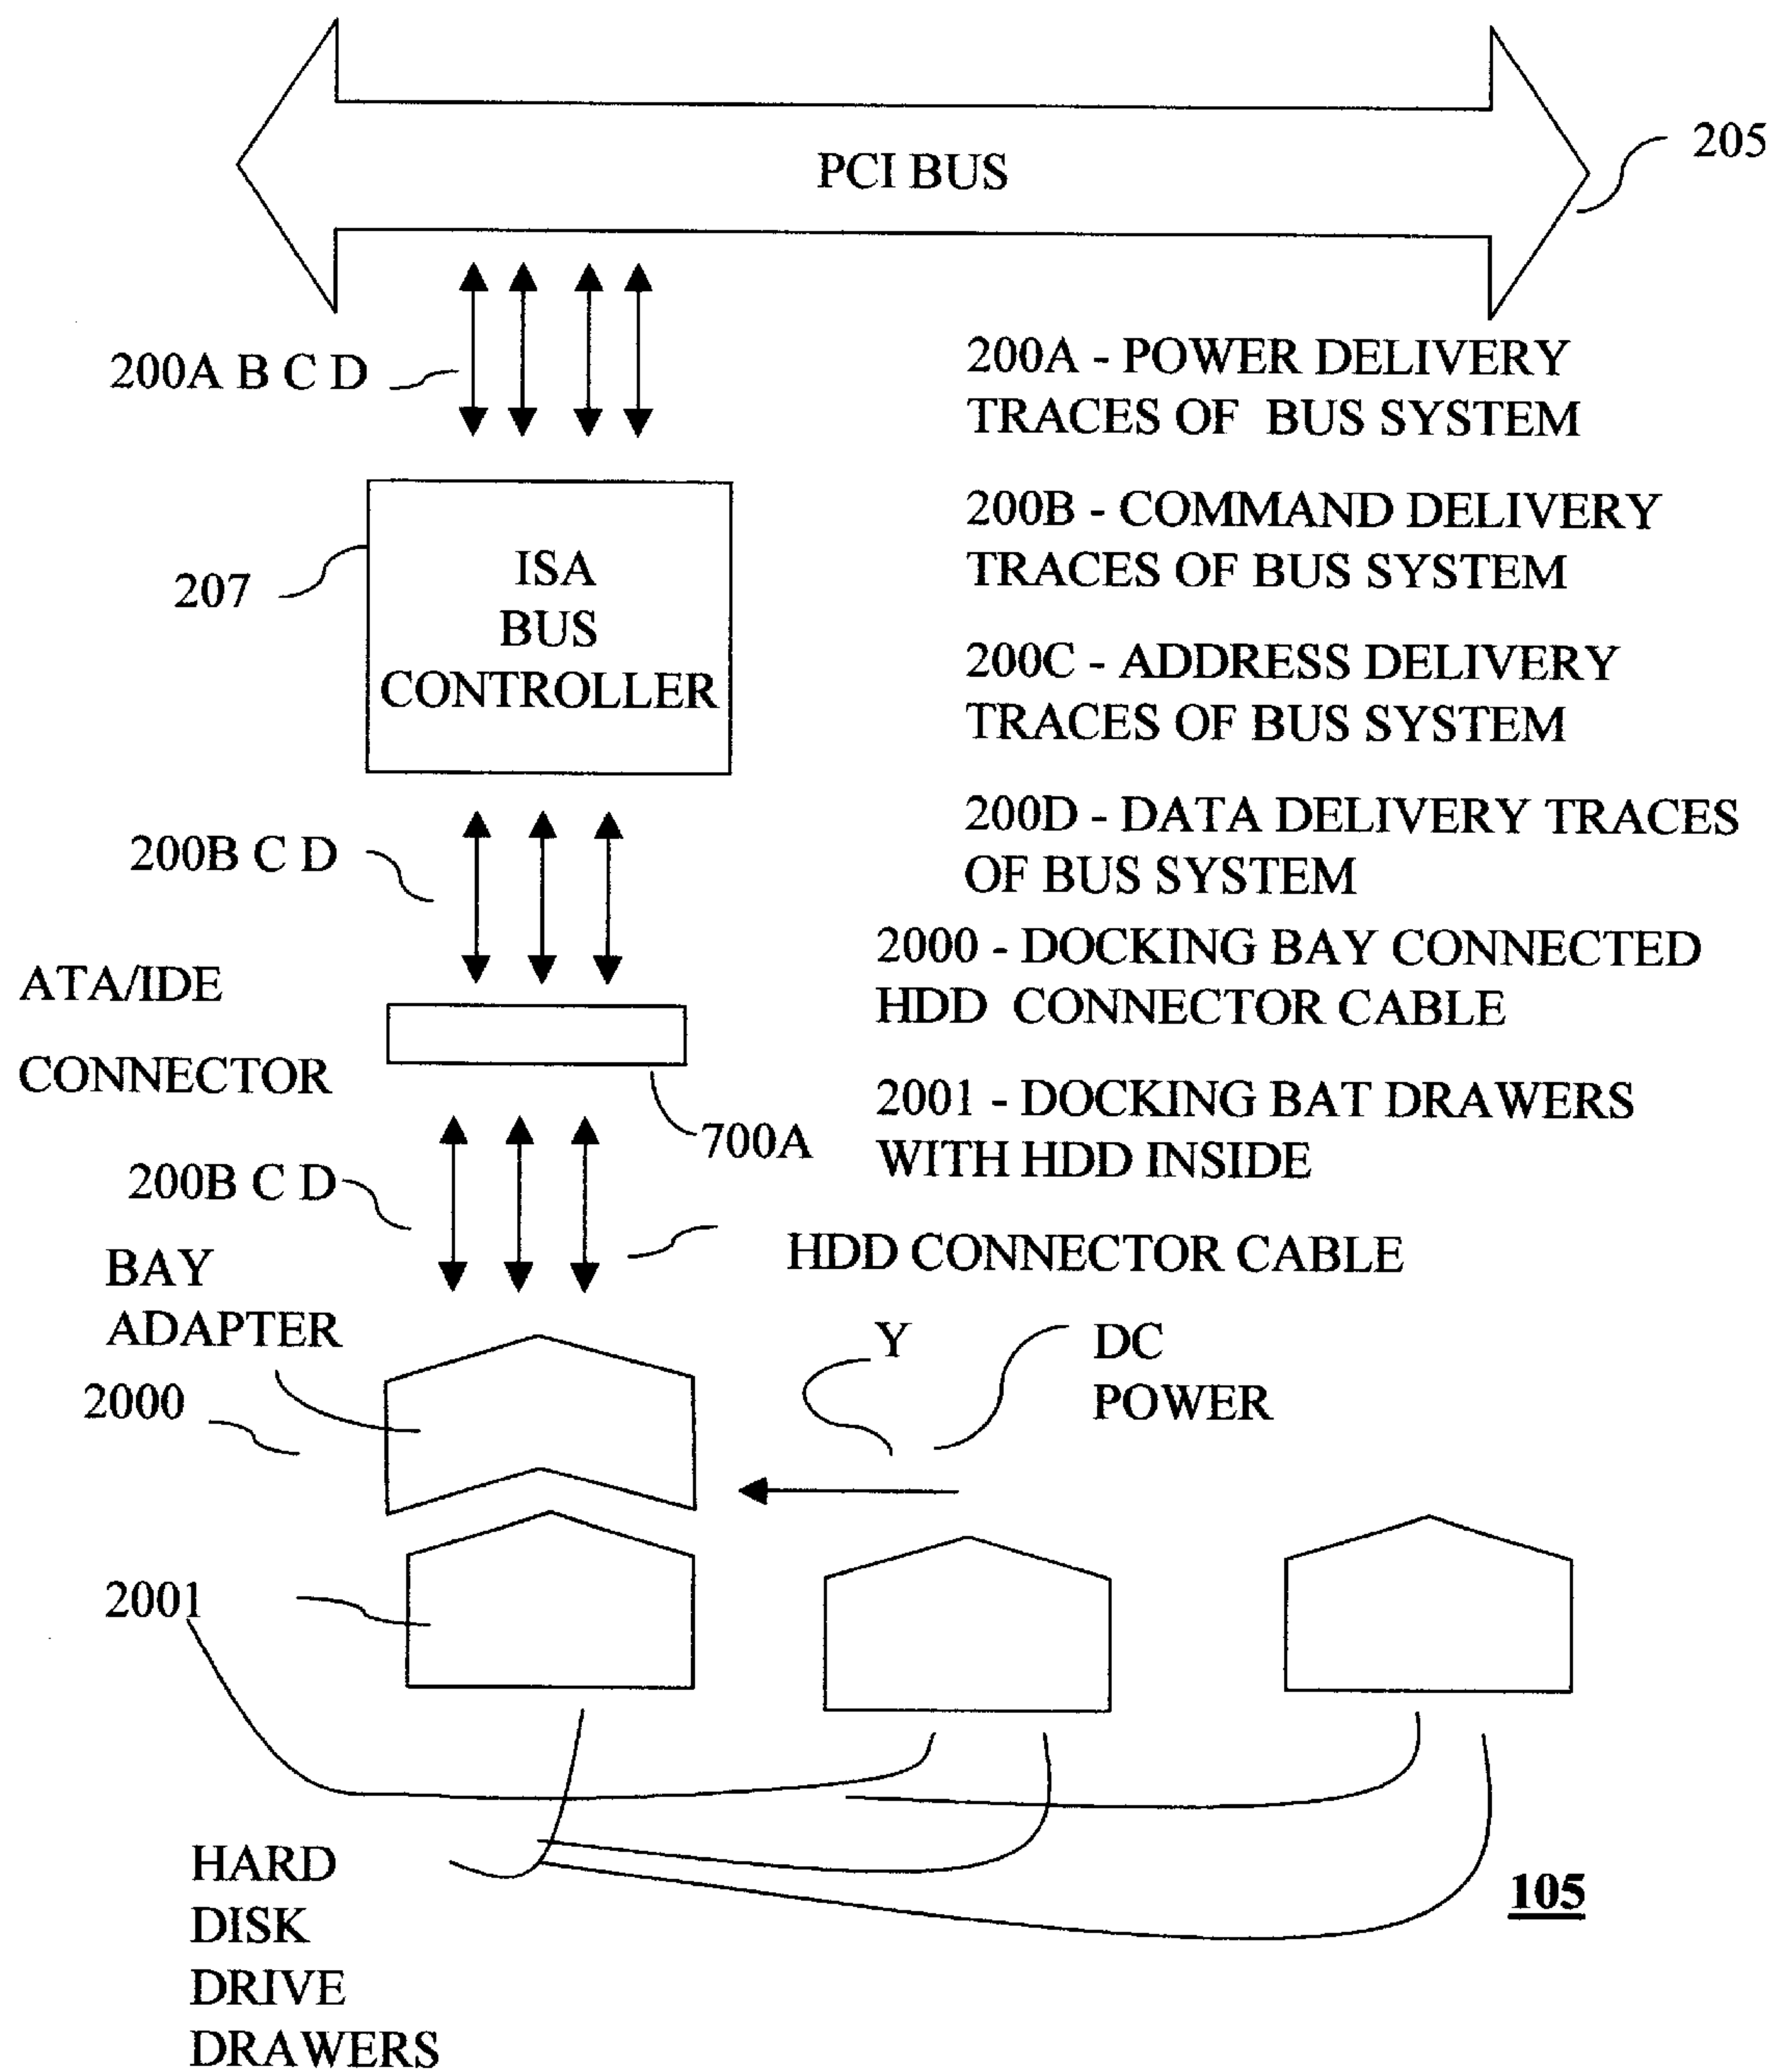 PCI BUS
205
200A B C D
200A - POWER DELIVERY
TRACES OF BUS SYSTEM
200B - COMMAND DELIVERY
TRACES OF BUS SYSTEM
207
ISA
BUS
CONTROLLER
200C - ADDRESS DELIVERY
TRACES OF BUS SYSTEM
200D - DATA DELIVERY TRACES
OF BUS SYSTEM
200B C D
2000 - DOCKING BAY CONNECTED
HDD CONNECTOR CABLE
ATA/IDE
CONNECTOR
700A
2001 - DOCKING BAT DRAWERS
WITH HDD INSIDE
200B C D
HDD CONNECTOR CABLE
BAY
ADAPTER
Y
DC
POWER
2000
2001
HARD
DISK
DRIVE
DRAWERS
105